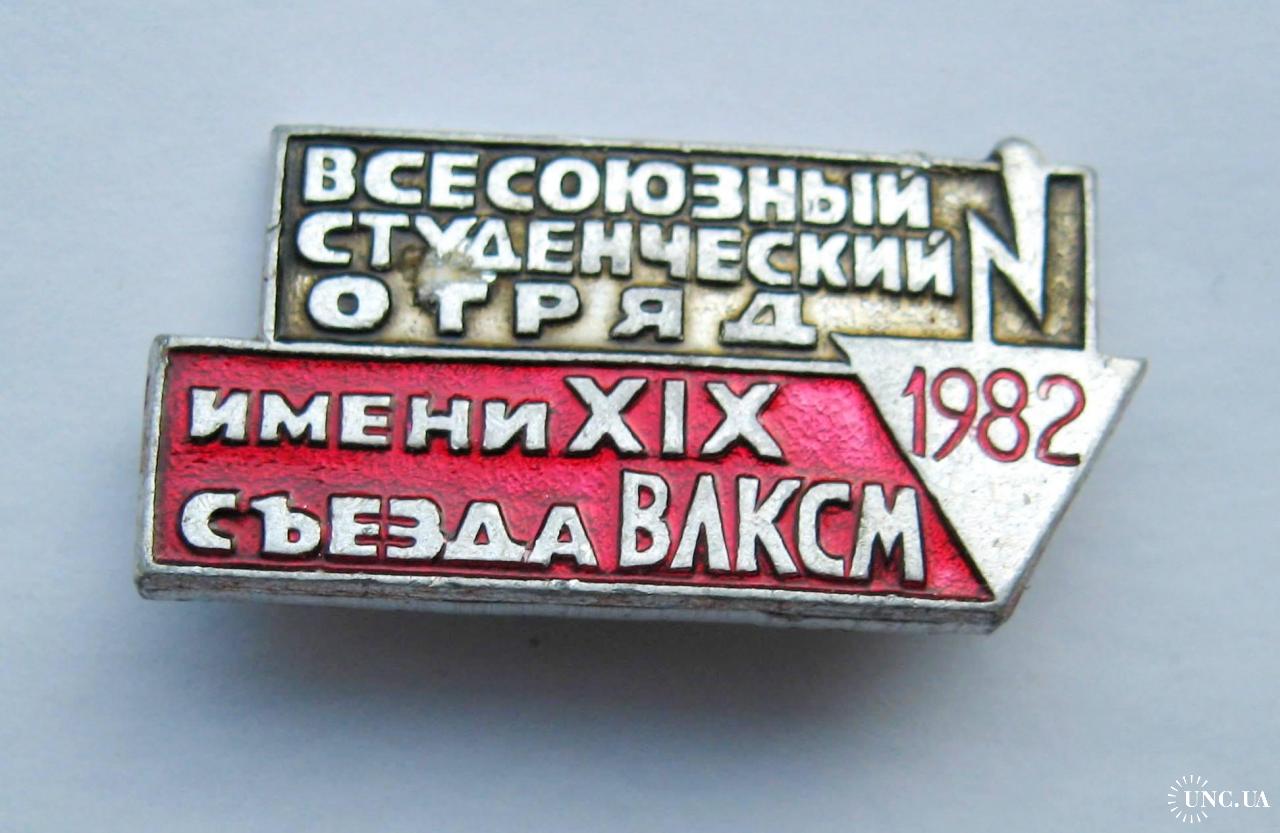 ВСЕСОЮЗНЫЙ
СТУДЕНЧЕСКИЙ
ОТРЯД
ИМЕНИ XIX
СЪЕЗДА ВЛКСМ
1982
UNC.UA